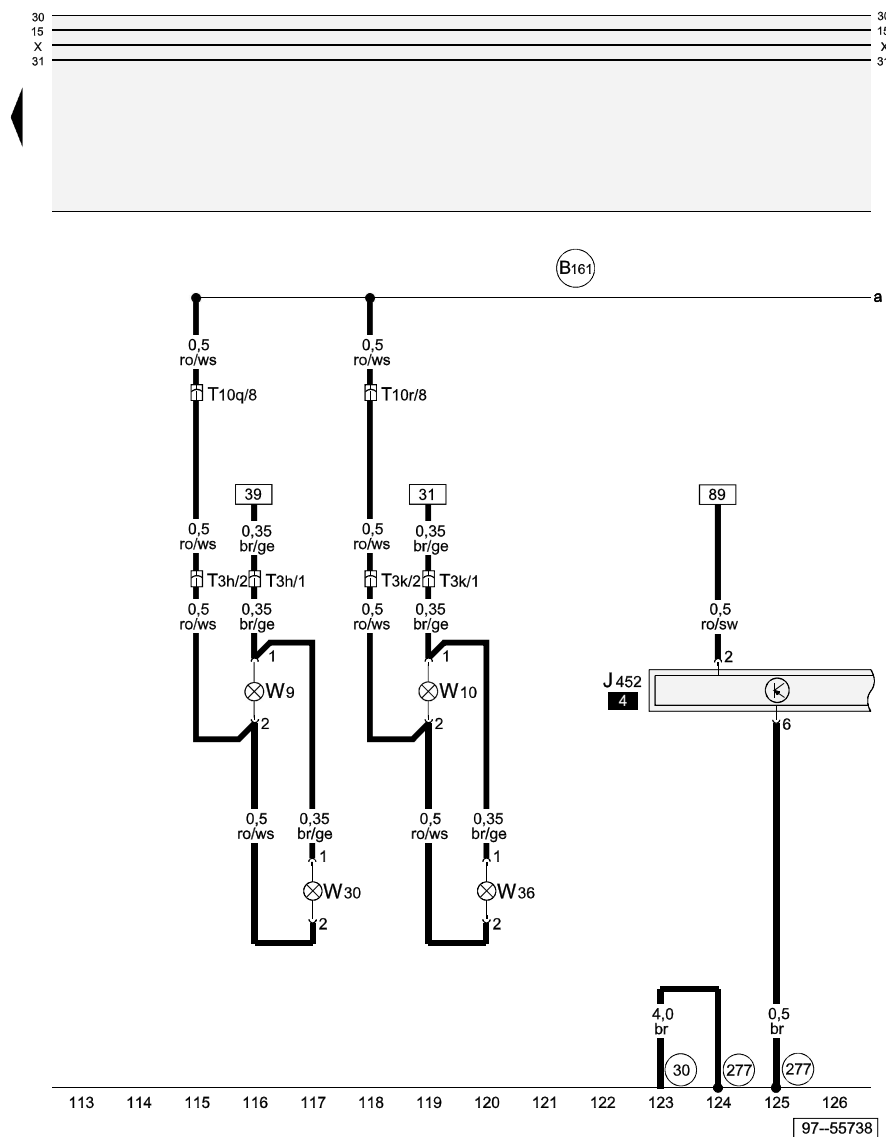 30 30
15 15
X X
31 31
B161
a
0,5 0,5
ro/ws ro/ws
T10q/8 T10r/8
39 31 89
0,5 0,35 0,5 0,35
ro/ws br/ge ro/ws br/ge
T3h/2 T3h/1 T3k/2 T3k/1
0,5 0,35 0,5 0,35 0,5
ro/ws br/ge ro/ws br/ge ro/sw
1 1 2
J452
W9 W10
4
2 2 6
0,5 0,35 0,5 0,35
ro/ws br/ge ro/ws br/ge
1 1
W30 W36
2 2
4,0 0,5
br br
30 277 277
113 114 115 116 117 118 119 120 121 122 123 124 125 126
97--55738